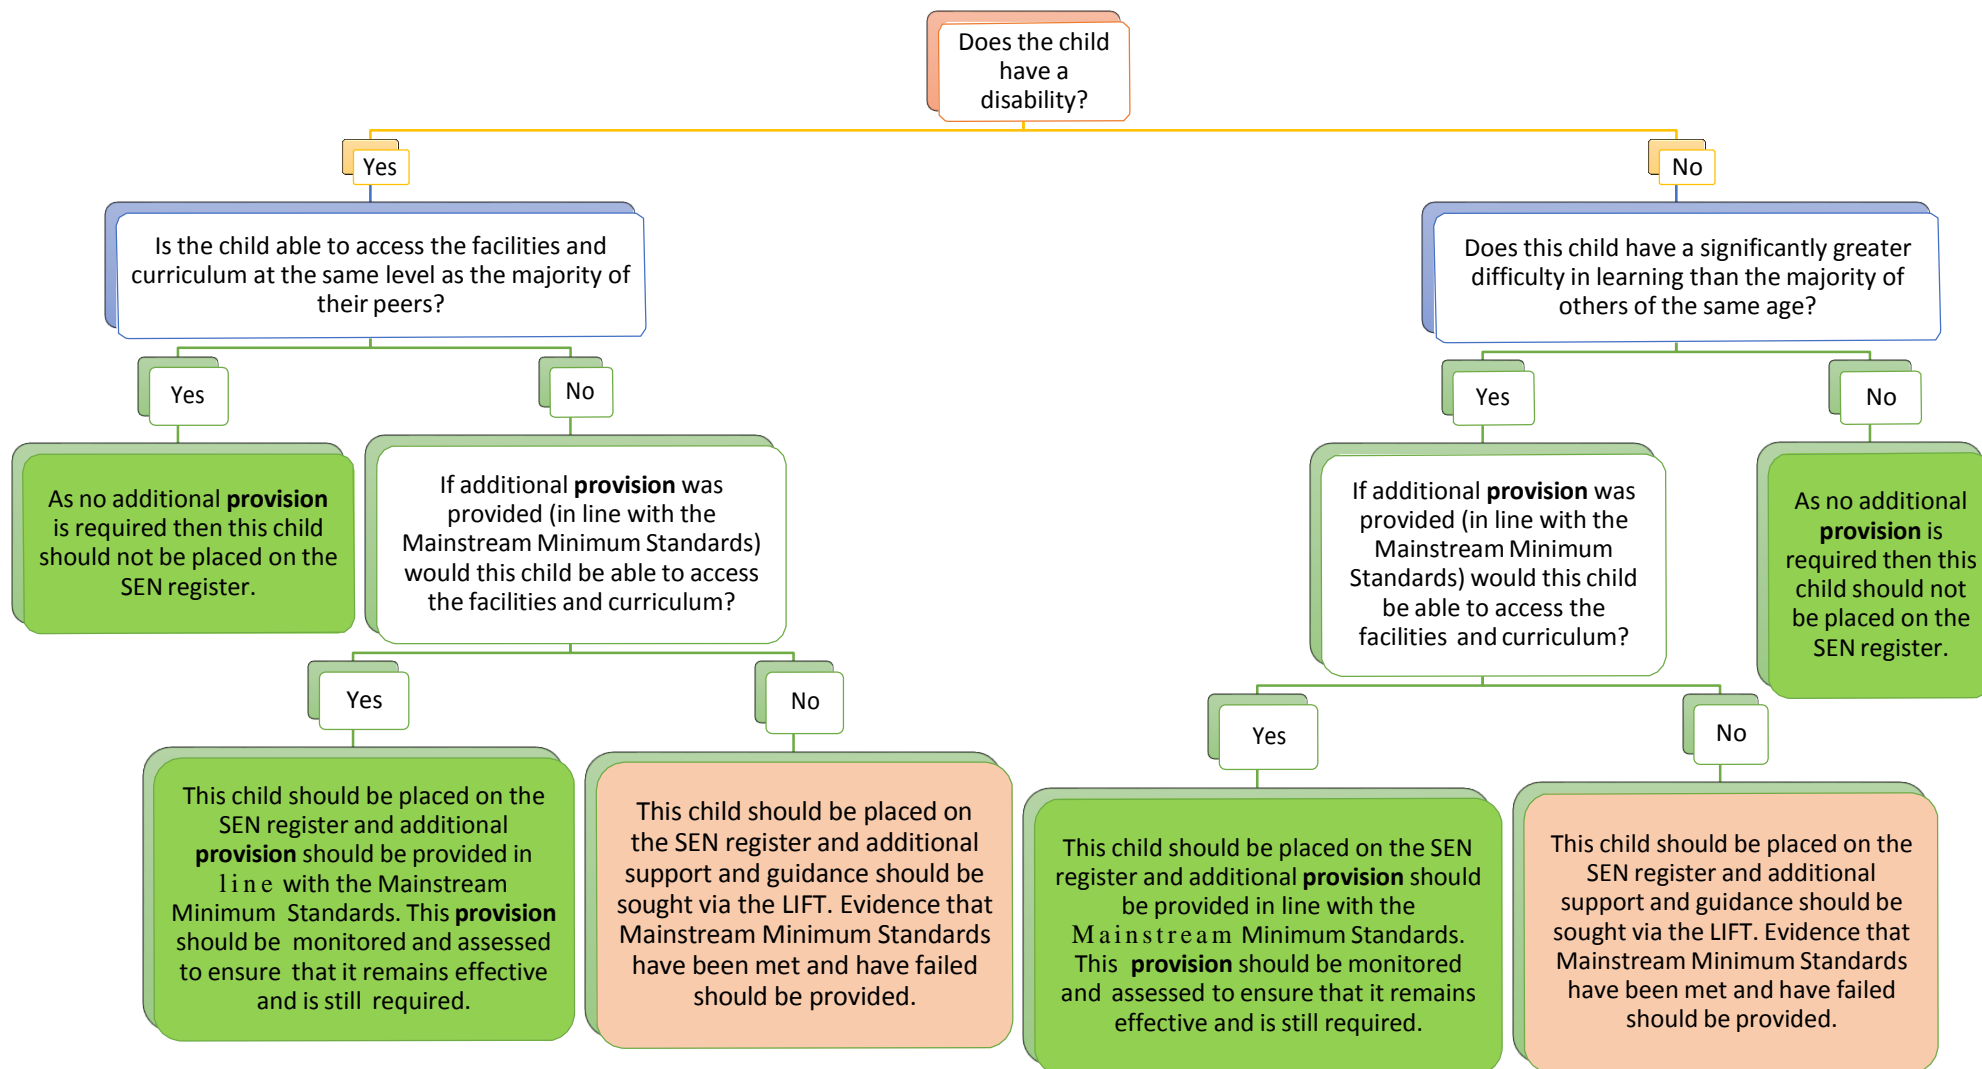 Does the child
have a
disability?
Yes
No
Is the child able to access the facilities and
curriculum at the same level as the majority of
their peers?
Does this child have a significantly greater
difficulty in learning than the majority of
others of the same age?
Yes
No
Yes
No
As no additional provision
is required then this child
should not be placed on the
SEN register.
If additional provision was
provided (in line with the
Mainstream Minimum Standards)
would this child be able to access
the facilities and curriculum?
If additional provision was
provided (in line with the
Mainstream Minimum
Standards) would this child
be able to access the
facilities and curriculum?
As no additional
provision is
required then this
child should not
be placed on the
SEN register.
Yes
No
Yes
No
This child should be placed on the
SEN register and additional
provision should be provided in
line with the Mainstream
Minimum Standards. This provision
should be monitored and assessed
to ensure that it remains effective
and is still required.
This child should be placed on
the SEN register and additional
support and guidance should be
sought via the LIFT. Evidence that
Mainstream Minimum Standards
have been met and have failed
should be provided.
This child should be placed on the SEN
register and additional provision should
be provided in line with the
Mainstream Minimum Standards.
This provision should be monitored
and assessed to ensure that it remains
effective and is still required.
This child should be placed on the
SEN register and additional
support and guidance should be
sought via the LIFT. Evidence that
Mainstream Minimum Standards
have been met and have failed
should be provided.